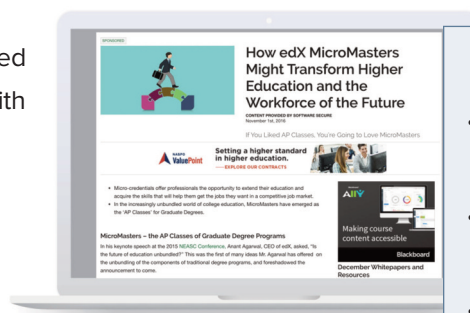 ed
ith
SPONSORED
How edX MicroMasters
Might Transform Higher
Education and the
Workforce of the Future
CONTENT PROVIDED BY SOFTWARE SECURE
November 1st, 2016
If You Liked AP Classes, You're Going to Love MicroMasters
NASPO
ValuePoint
Setting a higher standard
in higher education.
EXPLORE OUR CONTRACTS
• Micro-credentials offer professionals the opportunity to extend their education and
acquire the skills that will help them get the jobs they want in a competitive job market.
• In the increasingly unbundled world of college education, MicroMasters have emerged as
the 'AP Classes' for Graduate Degrees.
MicroMasters – the AP Classes of Graduate Degree Programs
In his keynote speech at the 2015 NEASC Conference, Anant Agarwal, CEO of edX, asked, "Is
the future of education unbundled?" This was the first of many ideas Mr. Agarwal has offered on
the unbundling of the components of traditional degree programs, and foreshadowed the
announcement to come.
Ally
Making course
content accessible
Blackboard
December Whitepapers and
Resources